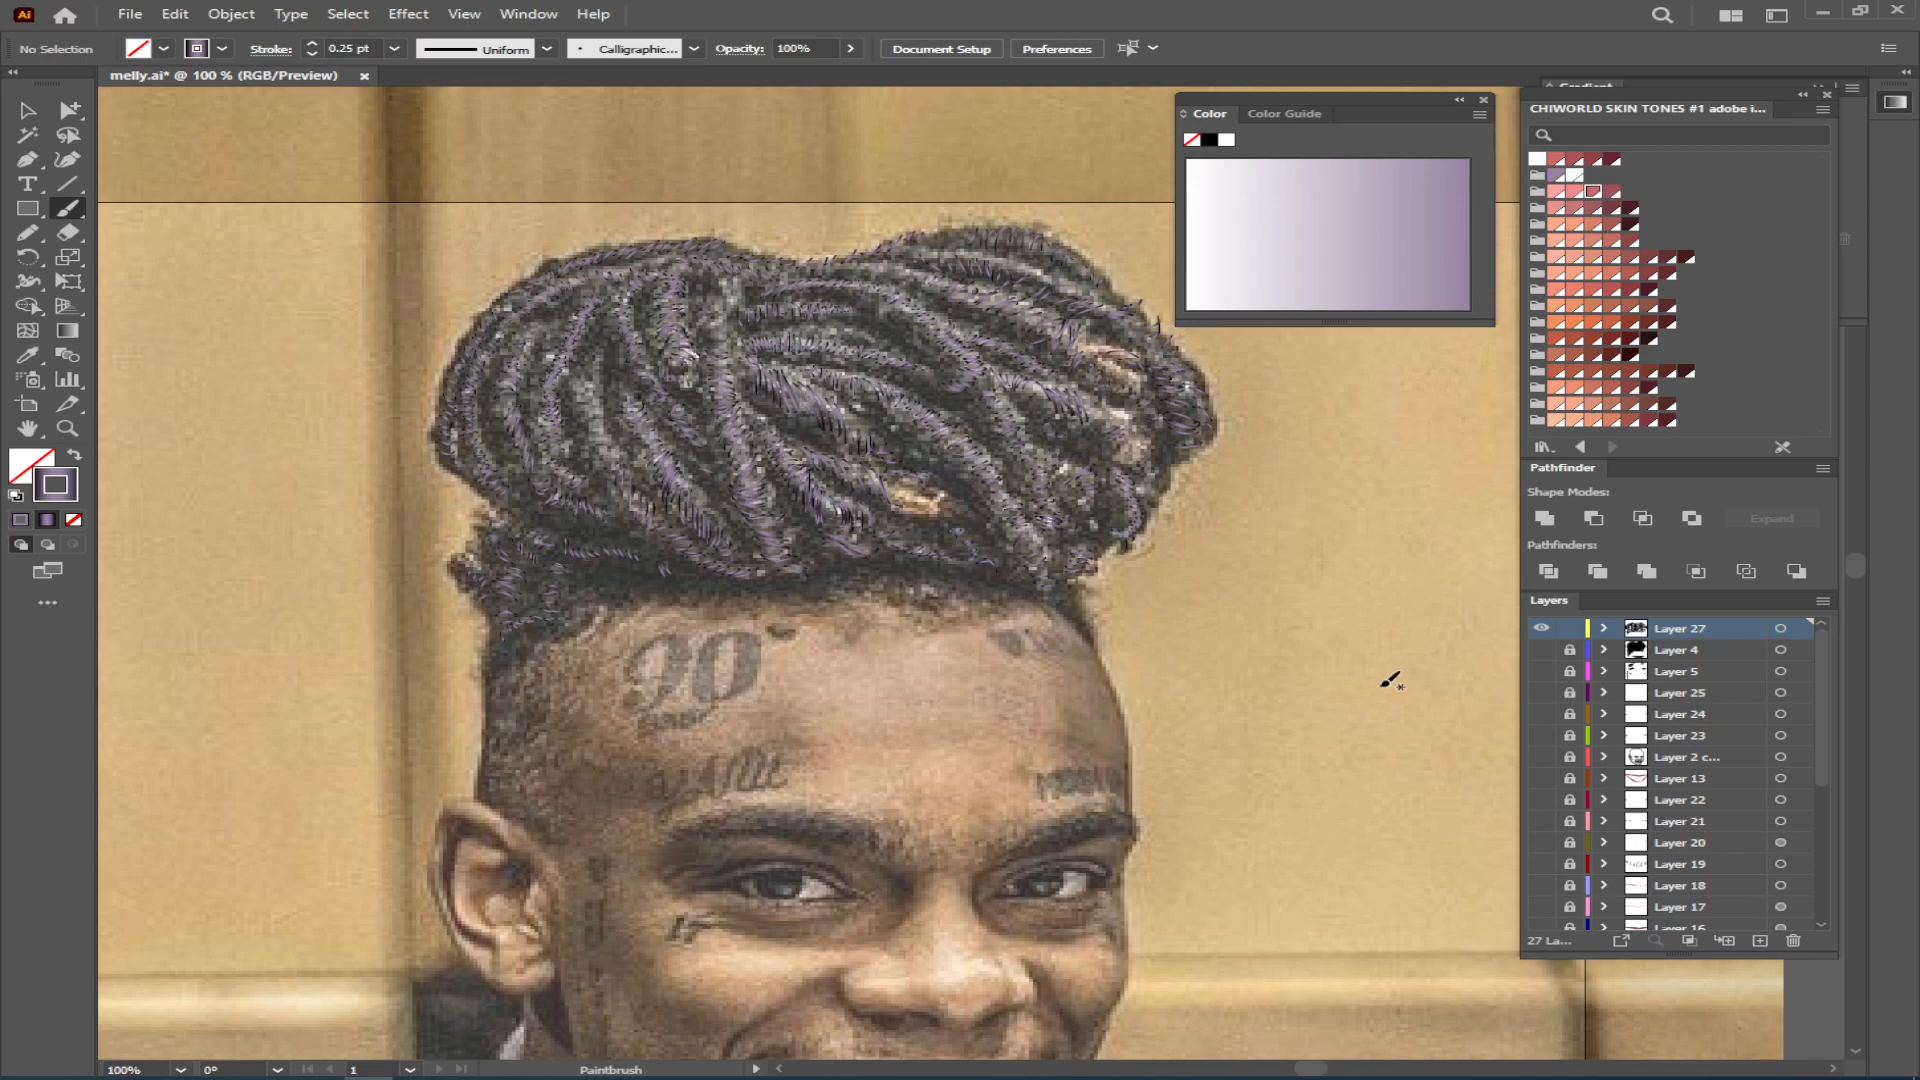 Ai File Edit Object Type Select Effect View Window Help
No Selection Stroke: 0.25 pt Uniform Calligraphic... Opacity: 100% Document Setup Preferences
melly.ai* @ 100 % (RGB/Preview)
Gradient
Color Color Guide
CHIWORLD SKIN TONES #1 adobe i...
Pathfinder
Shape Modes:
Expand
Pathfinders:
Layers
Layer 27
Layer 4
Layer 5
Layer 25
Layer 24
Layer 23
Layer 2 c...
Layer 13
Layer 22
Layer 21
Layer 20
Layer 19
Layer 18
Layer 17
Layer 16
27 La...
90
100% 0° 1 Paintbrush